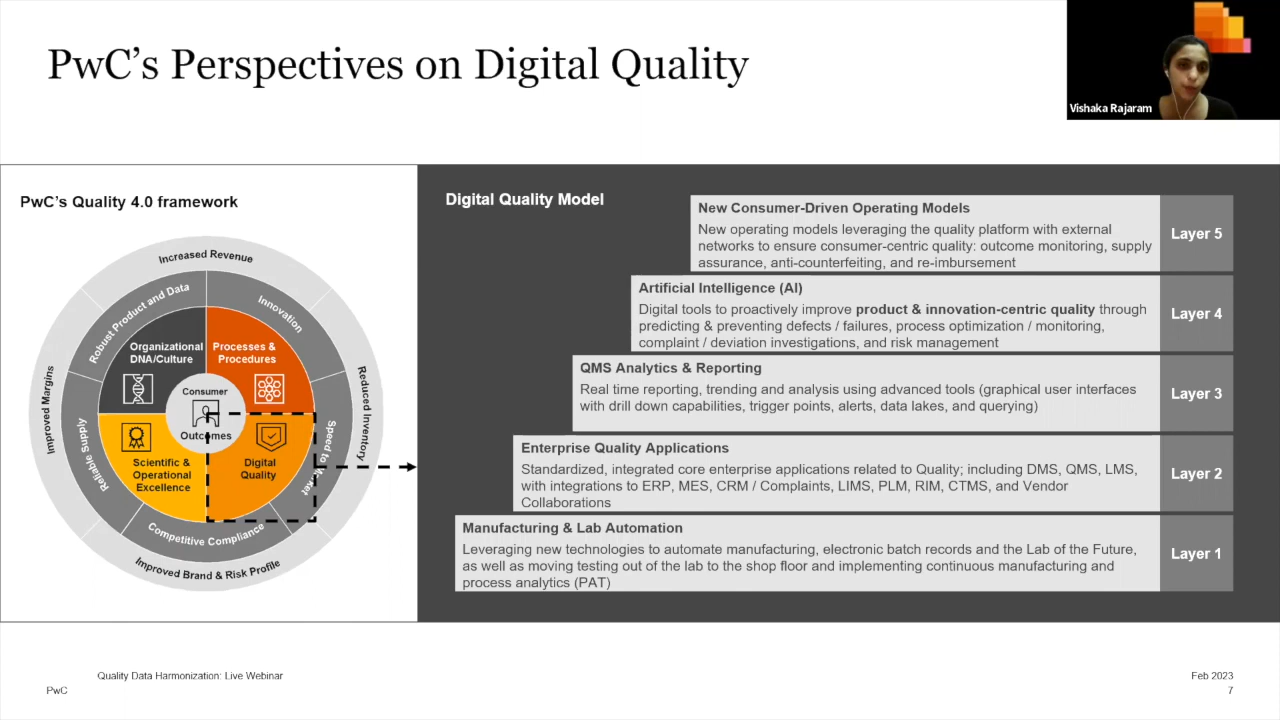 PwC's Perspectives on Digital Quality
Vishaka Rajaram
PwC's Quality 4.0 framework
Increased Revenue
Robust Product and Data
Innovation
Organizational
DNA/Culture
Processes &
Procedures
Improved Margins
Reduced Inventory
Consumer
Outcomes
Reliable Supply
Speed to Market
Scientific &
Operational
Excellence
Digital
Quality
Competitive Compliance
Improved Brand & Risk Profile
Digital Quality Model
New Consumer-Driven Operating Models
New operating models leveraging the quality platform with external
networks to ensure consumer-centric quality: outcome monitoring, supply
assurance, anti-counterfeiting, and re-imbursement
Layer 5
Artificial Intelligence (AI)
Digital tools to proactively improve product & innovation-centric quality through
predicting & preventing defects / failures, process optimization / monitoring,
complaint / deviation investigations, and risk management
Layer 4
QMS Analytics & Reporting
Real time reporting, trending and analysis using advanced tools (graphical user interfaces
with drill down capabilities, trigger points, alerts, data lakes, and querying)
Layer 3
Enterprise Quality Applications
Standardized, integrated core enterprise applications related to Quality; including DMS, QMS, LMS,
with integrations to ERP, MES, CRM / Complaints, LIMS, PLM, RIM, CTMS, and Vendor
Collaborations
Layer 2
Manufacturing & Lab Automation
Leveraging new technologies to automate manufacturing, electronic batch records and the Lab of the Future,
as well as moving testing out of the lab to the shop floor and implementing continuous manufacturing and
process analytics (PAT)
Layer 1
Quality Data Harmonization: Live Webinar
PwC
Feb 2023
7